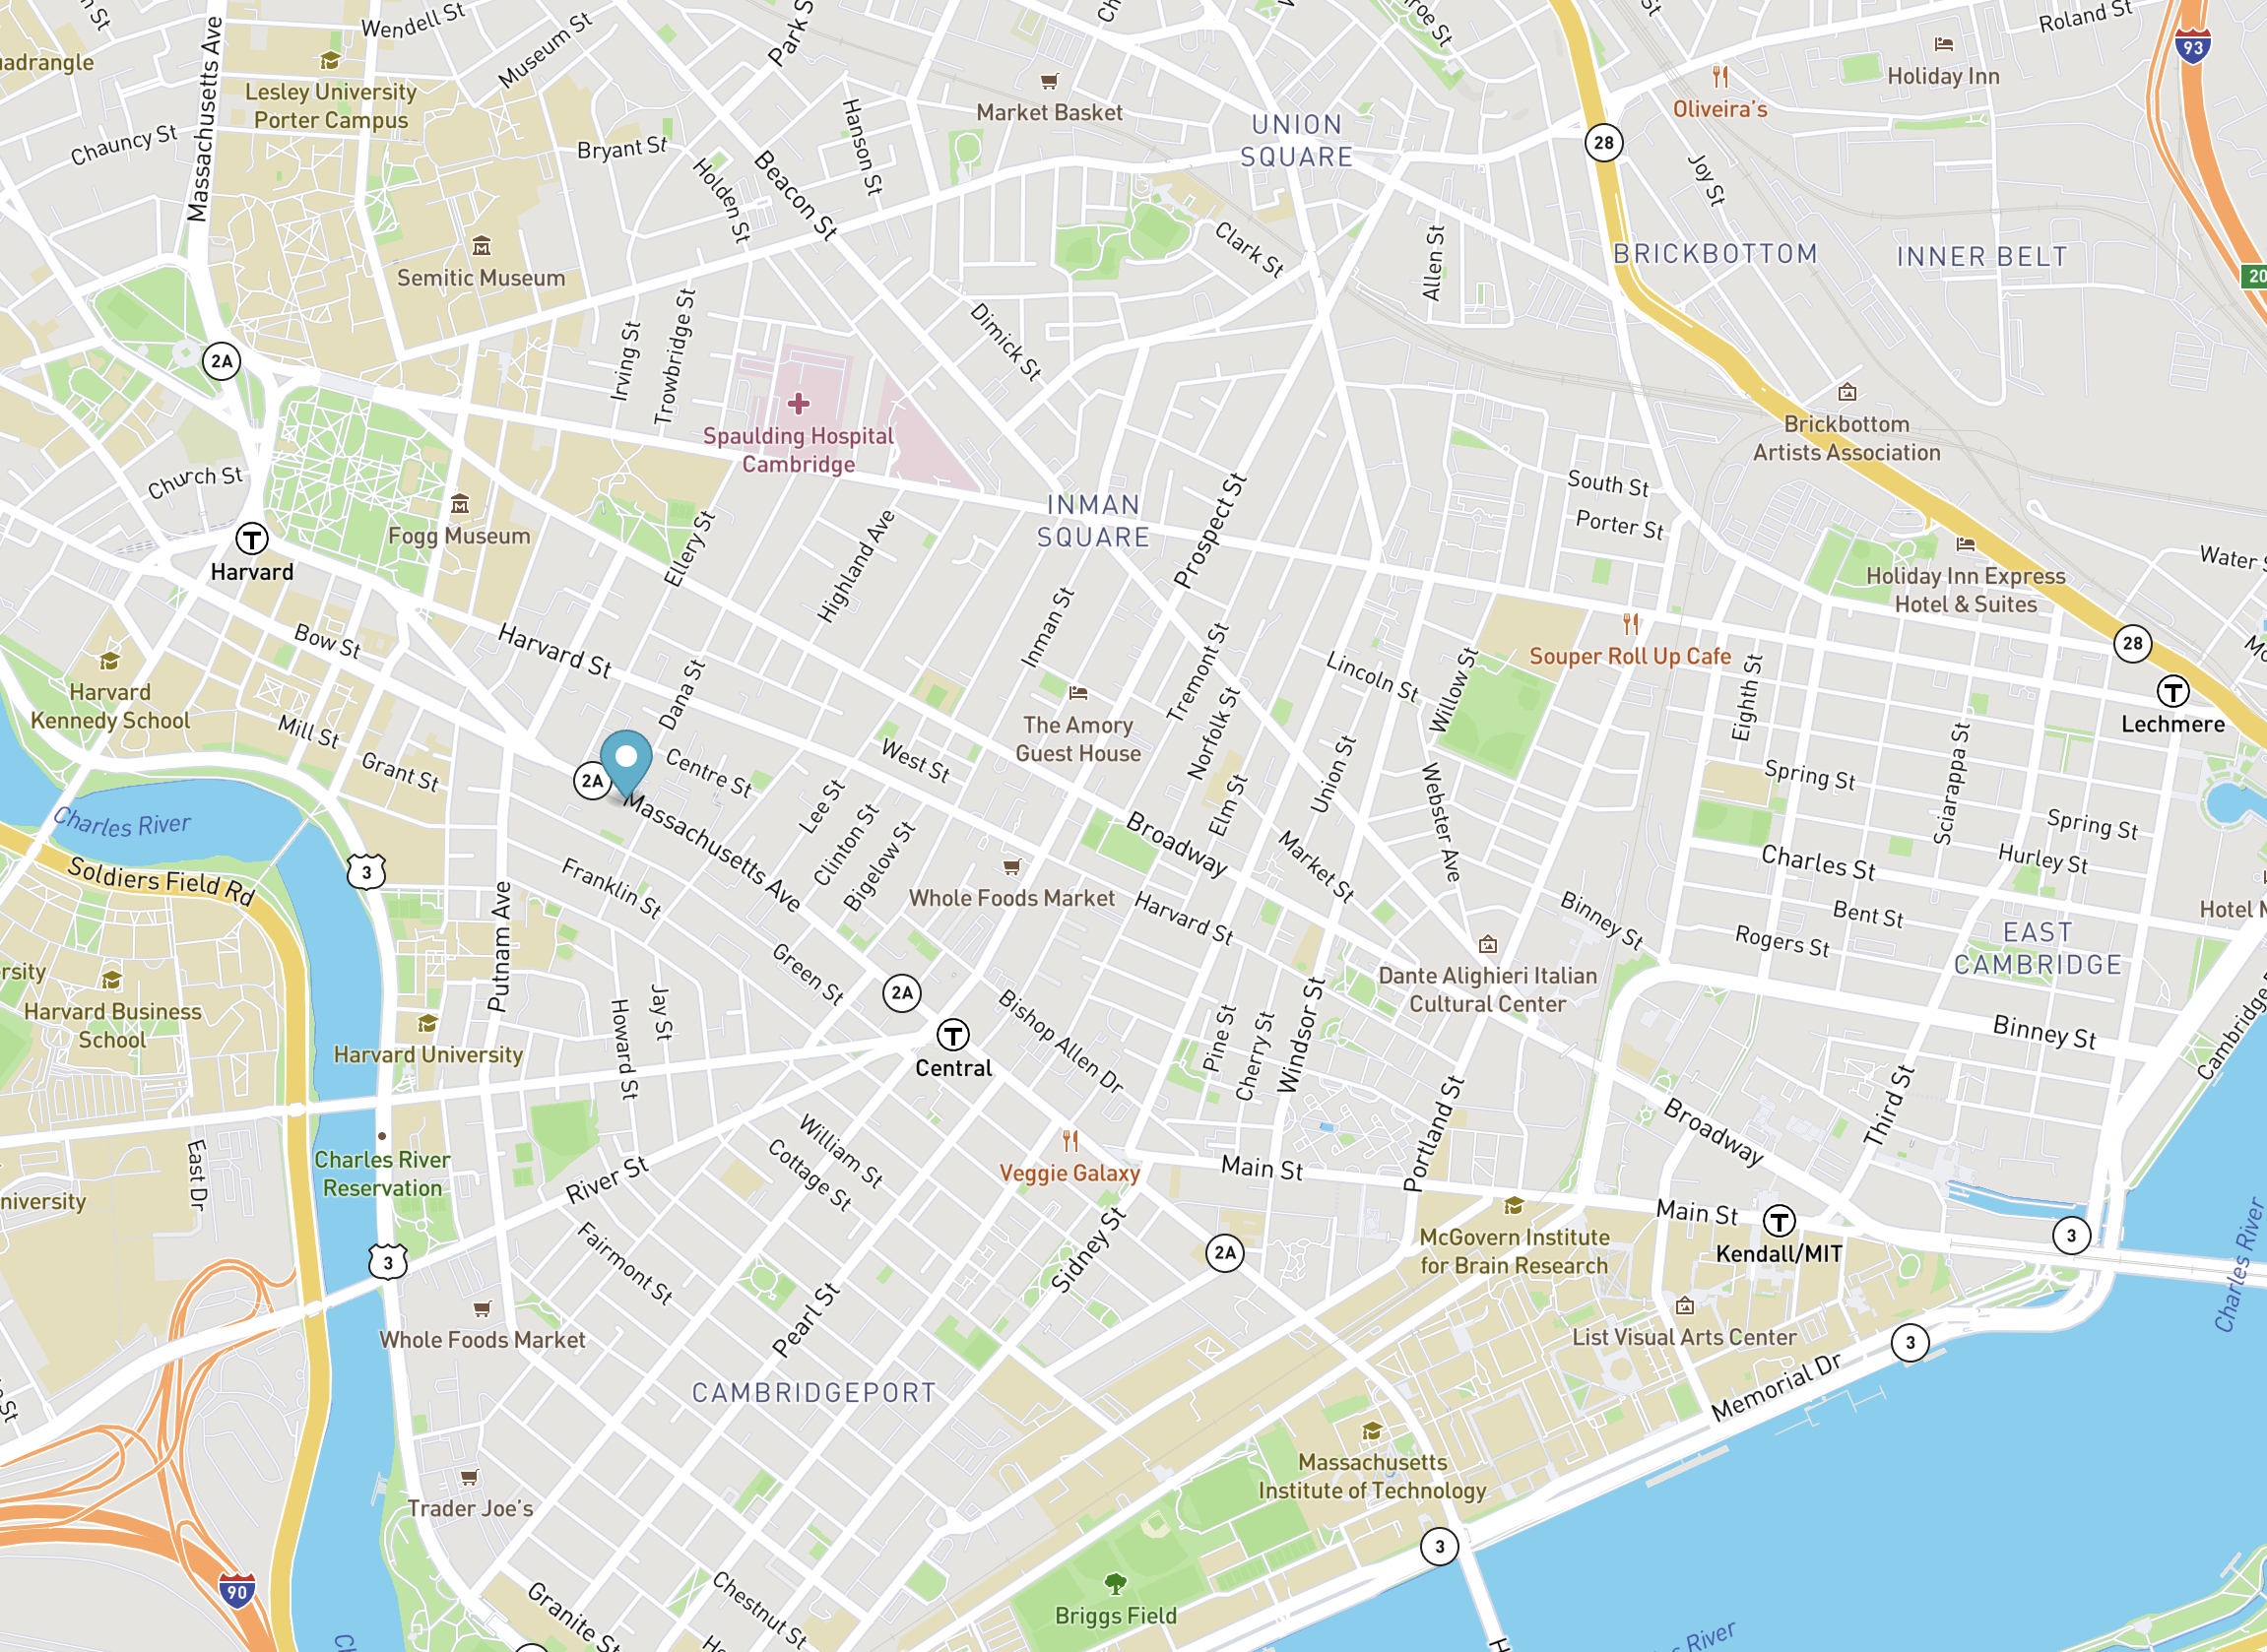 Wendell St
Park S
Roland St
93
Massachusetts Ave
Museum St
Holiday Inn
adrangle
Lesley University
Porter Campus
Market Basket
Oliveira's
Chauncy St
Bryant St
Hanson St
UNION
SQUARE
28
Holden St
Beacon St
Joy St
Clark St
Allen St
BRICKBOTTOM
INNER BELT
20
Semitic Museum
2A
Irving St
Trowbridge St
Dimick St
Spaulding Hospital
Cambridge
Brickbottom
Artists Association
Church St
South St
INMAN
SQUARE
Porter St
Prospect St
Fogg Museum
Harvard
Ellery St
Highland Ave
Water S
Holiday Inn Express
Hotel & Suites
Bow St
Harvard St
Inman St
Tremont St
Lincoln St
Willow St
Souper Roll Up Cafe
Eighth St
28
Lechmere
Harvard
Kennedy School
Dana St
Mill St
Grant St
Centre St
West St
The Amory
Guest House
Norfolk St
Union St
Webster Ave
Spring St
Sciarappa St
2A
Massachusetts Ave
Lee St
Clinton St
Bigelow St
Elm St
Broadway
Market St
Spring St
Hurley St
Charles St
Charles River
Soldiers Field Rd
3
Franklin St
Putnam Ave
Whole Foods Market
Harvard St
Binney St
Bent St
Rogers St
Hotel
EAST
CAMBRIDGE
rsity
Harvard Business
School
Green St
2A
Dante Alighieri Italian
Cultural Center
Howard St
Jay St
Bishop Allen Dr
Pine St
Cherry St
Windsor St
Binney St
Cambridge
Harvard University
Central
Portland St
Broadway
Third St
East Dr
Charles River
Reservation
niversity
River St
William St
Cottage St
Veggie Galaxy
Main St
Main St
Kendall/MIT
3
Charles River
3
Fairmont St
Sidney St
2A
McGovern Institute
for Brain Research
Pearl St
Whole Foods Market
List Visual Arts Center
3
Memorial Dr
CAMBRIDGEPORT
Massachusetts
Institute of Technology
Trader Joe's
3
90
Granite St
Chestnut St
Briggs Field
River